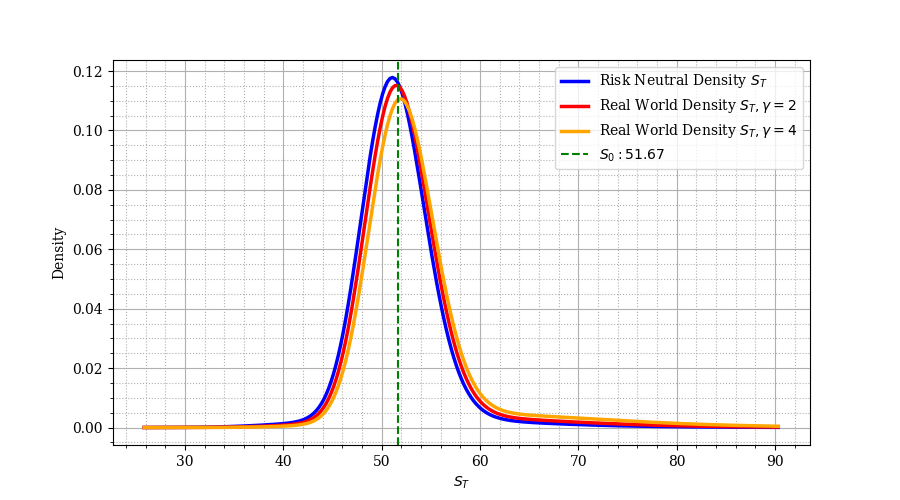 0.12
0.10
0.08
0.06
0.04
0.02
0.00
Density
30 40 50 60 70 80 90
S_T
Risk Neutral Density S_T
Real World Density S_T, γ = 2
Real World Density S_T, γ = 4
S_0 : 51.67